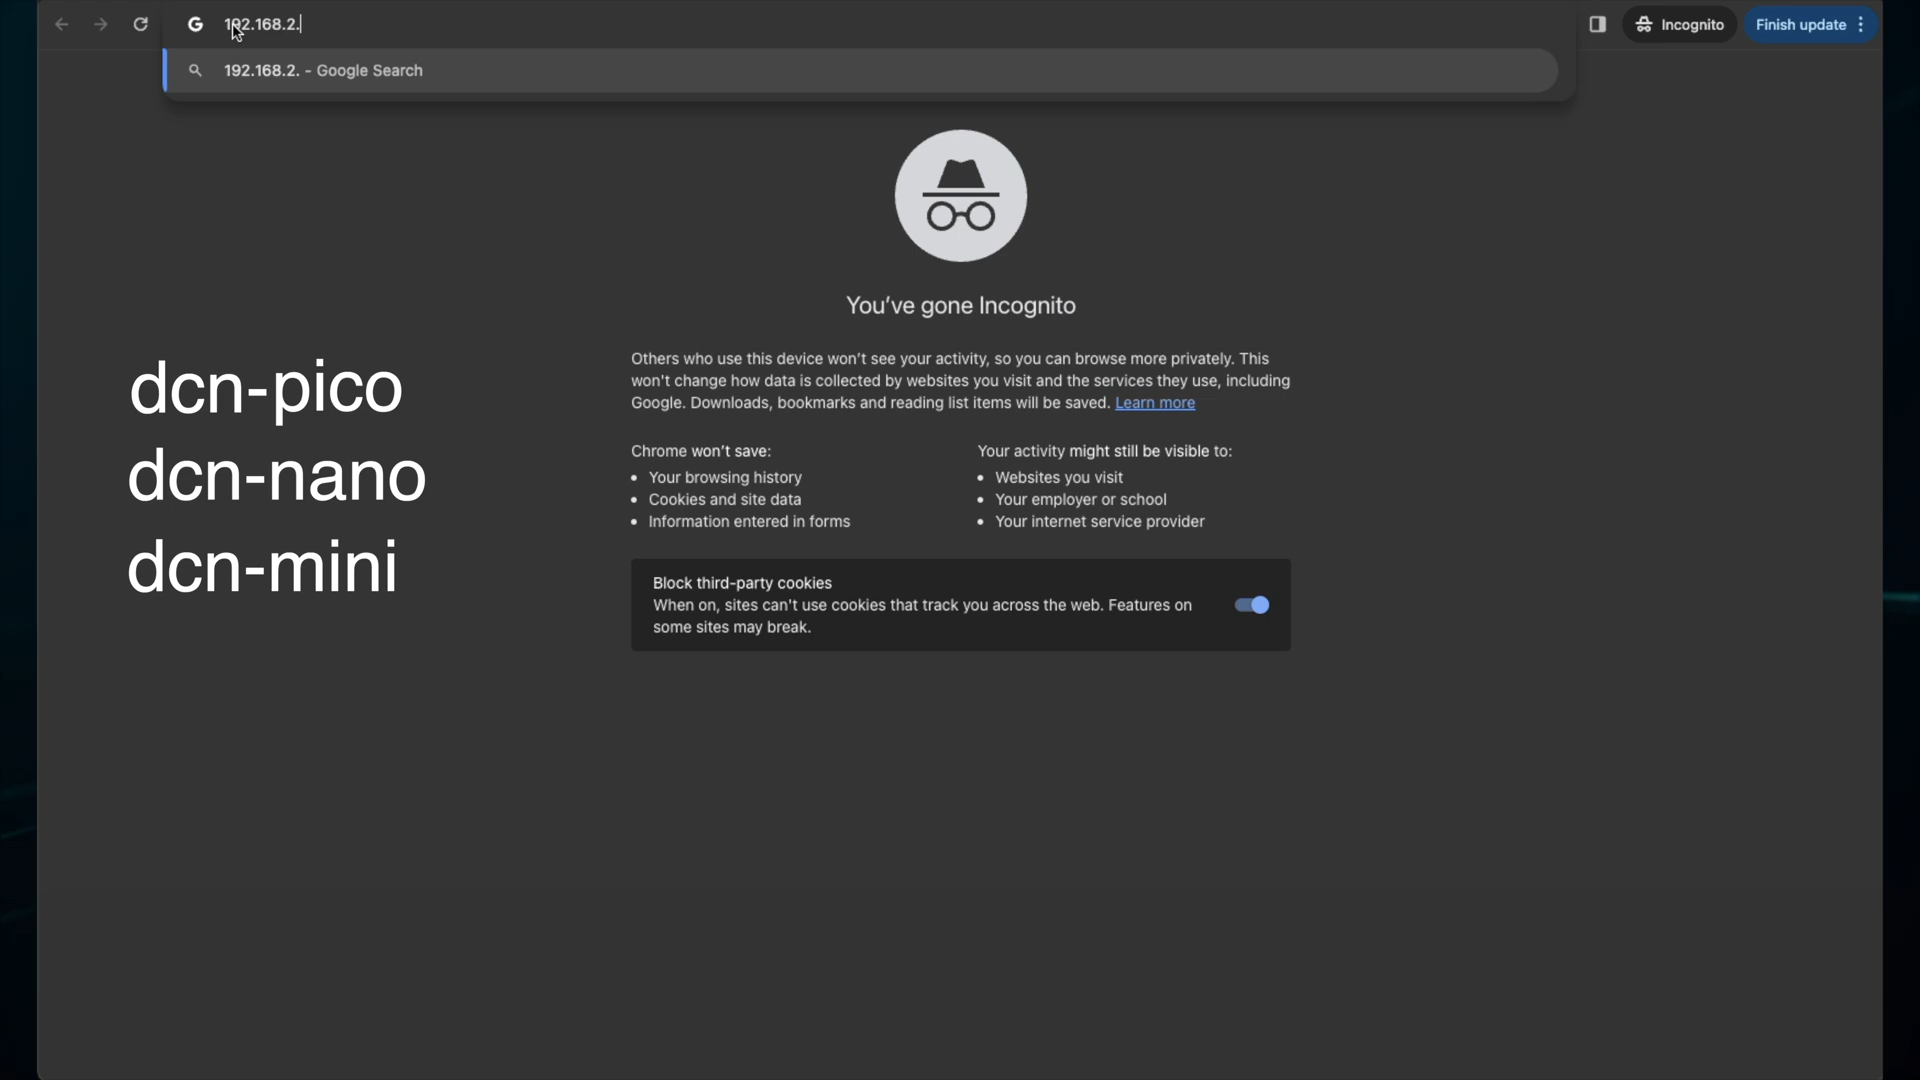 192.168.2.
Incognito
Finish update
192.168.2. - Google Search
You've gone Incognito
Others who use this device won't see your activity, so you can browse more privately. This
won't change how data is collected by websites you visit and the services they use, including
Google. Downloads, bookmarks and reading list items will be saved. Learn more
Chrome won't save:
Your browsing history
Cookies and site data
Information entered in forms
Your activity might still be visible to:
Websites you visit
Your employer or school
Your internet service provider
Block third-party cookies
When on, sites can't use cookies that track you across the web. Features on
some sites may break.
dcn-pico
dcn-nano
dcn-mini